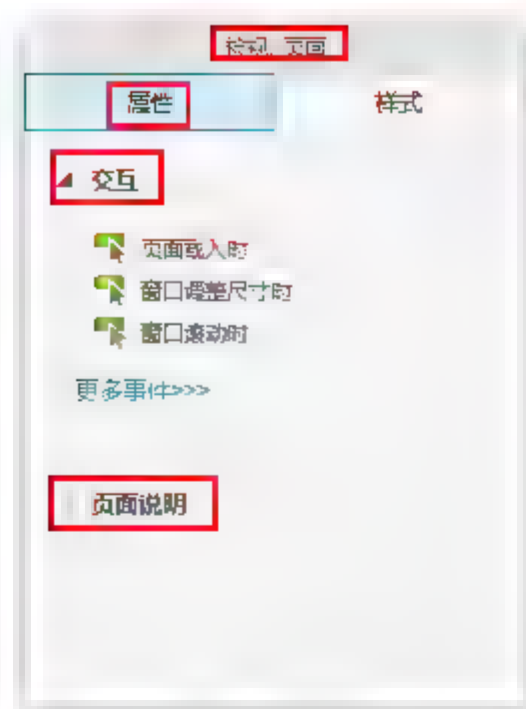 检视: 页面
属性 样式
交互
页面载入时
窗口调整尺寸时
窗口滚动时
更多事件>>>
页面说明